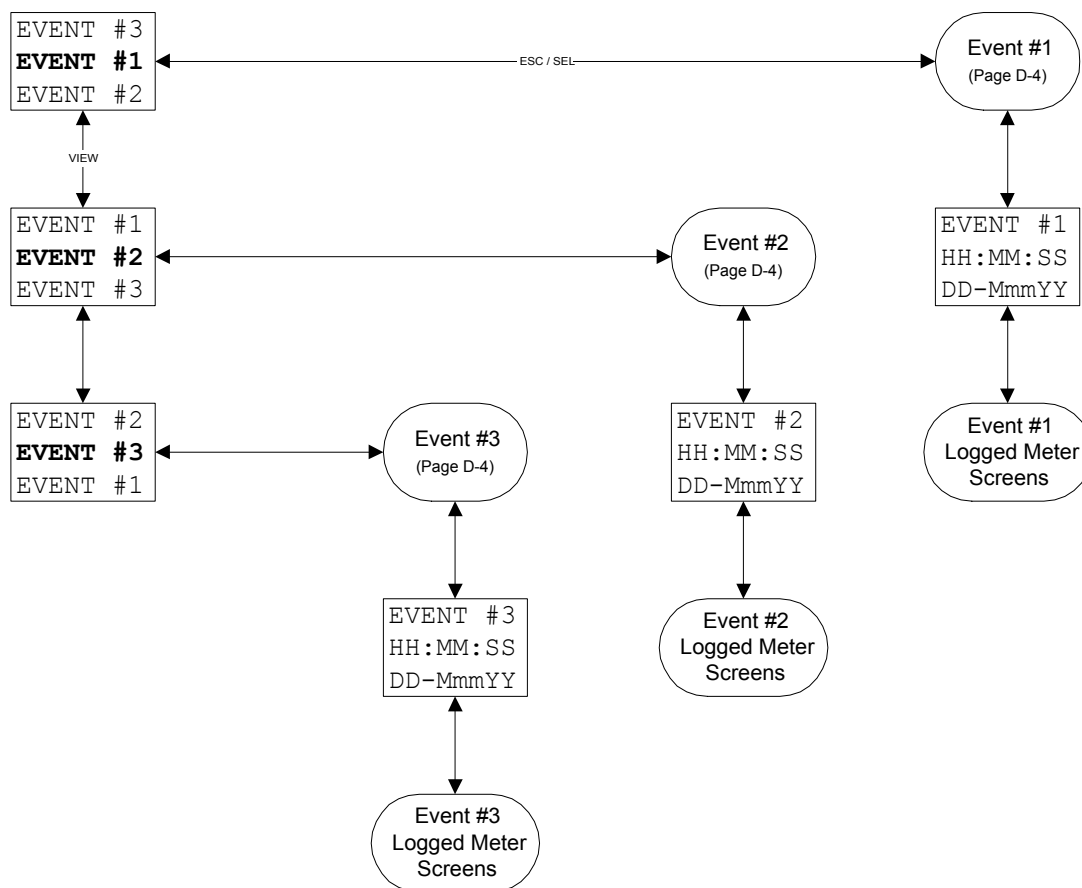 EVENT #3
EVENT #1
EVENT #2
ESC / SEL
Event #1
(Page D-4)
VIEW
EVENT #1
EVENT #2
EVENT #3
Event #2
(Page D-4)
EVENT #1
HH:MM:SS
DD-MmmYY
EVENT #2
EVENT #3
EVENT #1
Event #3
(Page D-4)
EVENT #2
HH:MM:SS
DD-MmmYY
Event #1
Logged Meter
Screens
EVENT #3
HH:MM:SS
DD-MmmYY
Event #2
Logged Meter
Screens
Event #3
Logged Meter
Screens